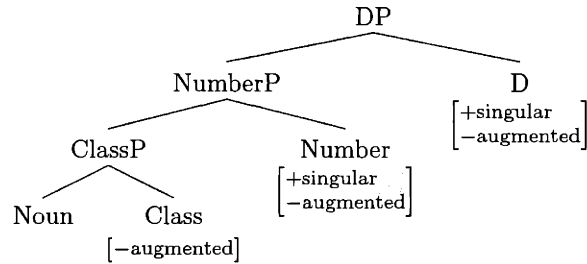 DP
NumberP D
[+singular
−augmented]
ClassP Number
[+singular
−augmented]
Noun Class
[−augmented]